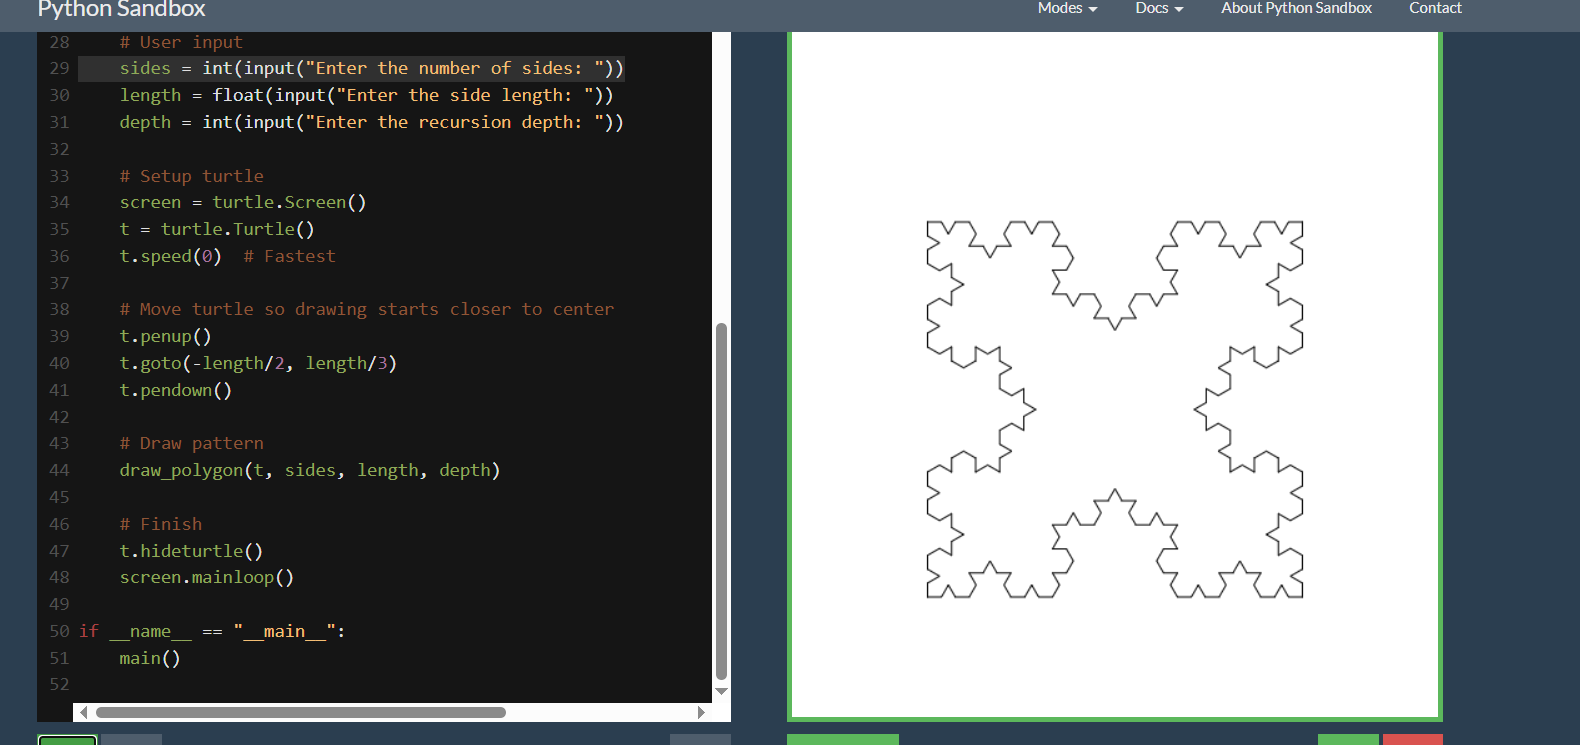 Python Sandbox
Modes
Docs
About Python Sandbox
Contact
28 # User input
29 sides = int(input("Enter the number of sides: "))
30 length = float(input("Enter the side length: "))
31 depth = int(input("Enter the recursion depth: "))
32
33 # Setup turtle
34 screen = turtle.Screen()
35 t = turtle.Turtle()
36 t.speed(0)  # Fastest
37
38 # Move turtle so drawing starts closer to center
39 t.penup()
40 t.goto(-length/2, length/3)
41 t.pendown()
42
43 # Draw pattern
44 draw_polygon(t, sides, length, depth)
45
46 # Finish
47 t.hideturtle()
48 screen.mainloop()
49
50 if __name__ == "__main__":
51 main()
52